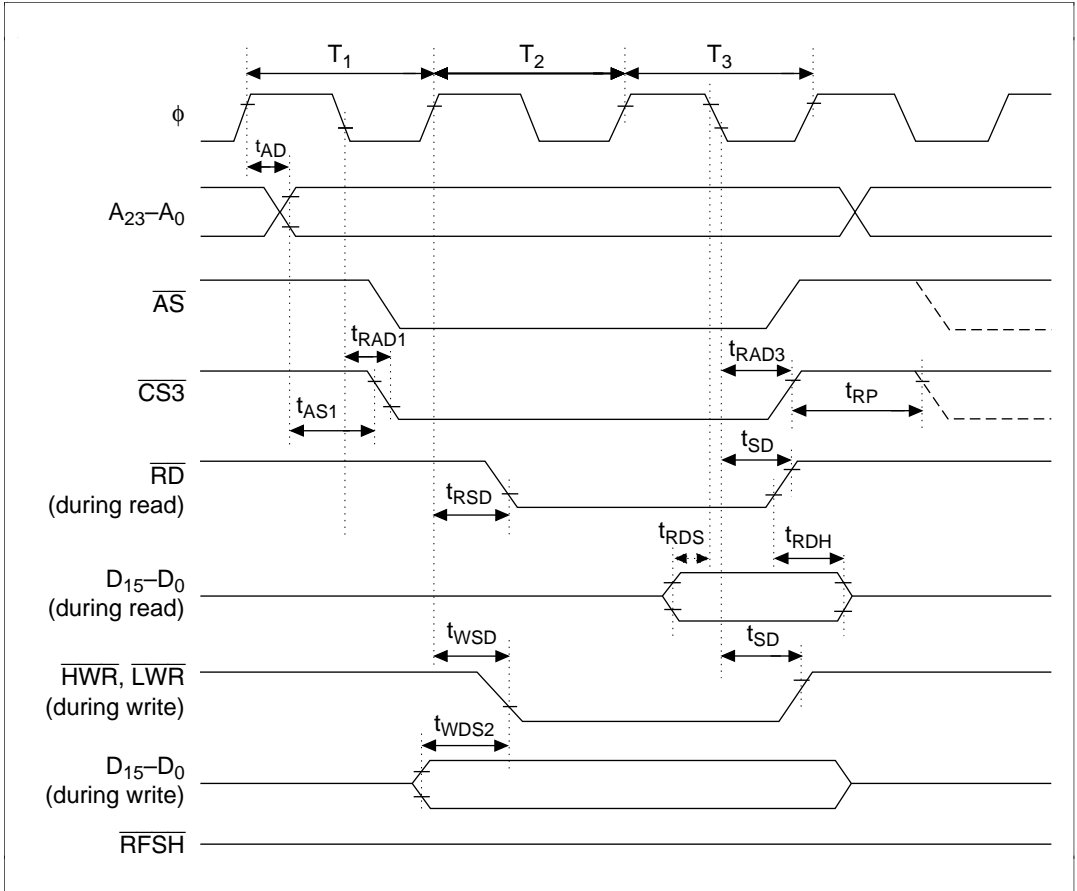 T1 T2 T3
ϕ
tAD
A23–A0
AS
tRAD1 tRAD3
CS3
tRP
tAS1
tSD
RD
(during read)
tRSD
tRDS tRDH
D15–D0
(during read)
tWSD tSD
HWR, LWR
(during write)
tWDS2
D15–D0
(during write)
RFSH